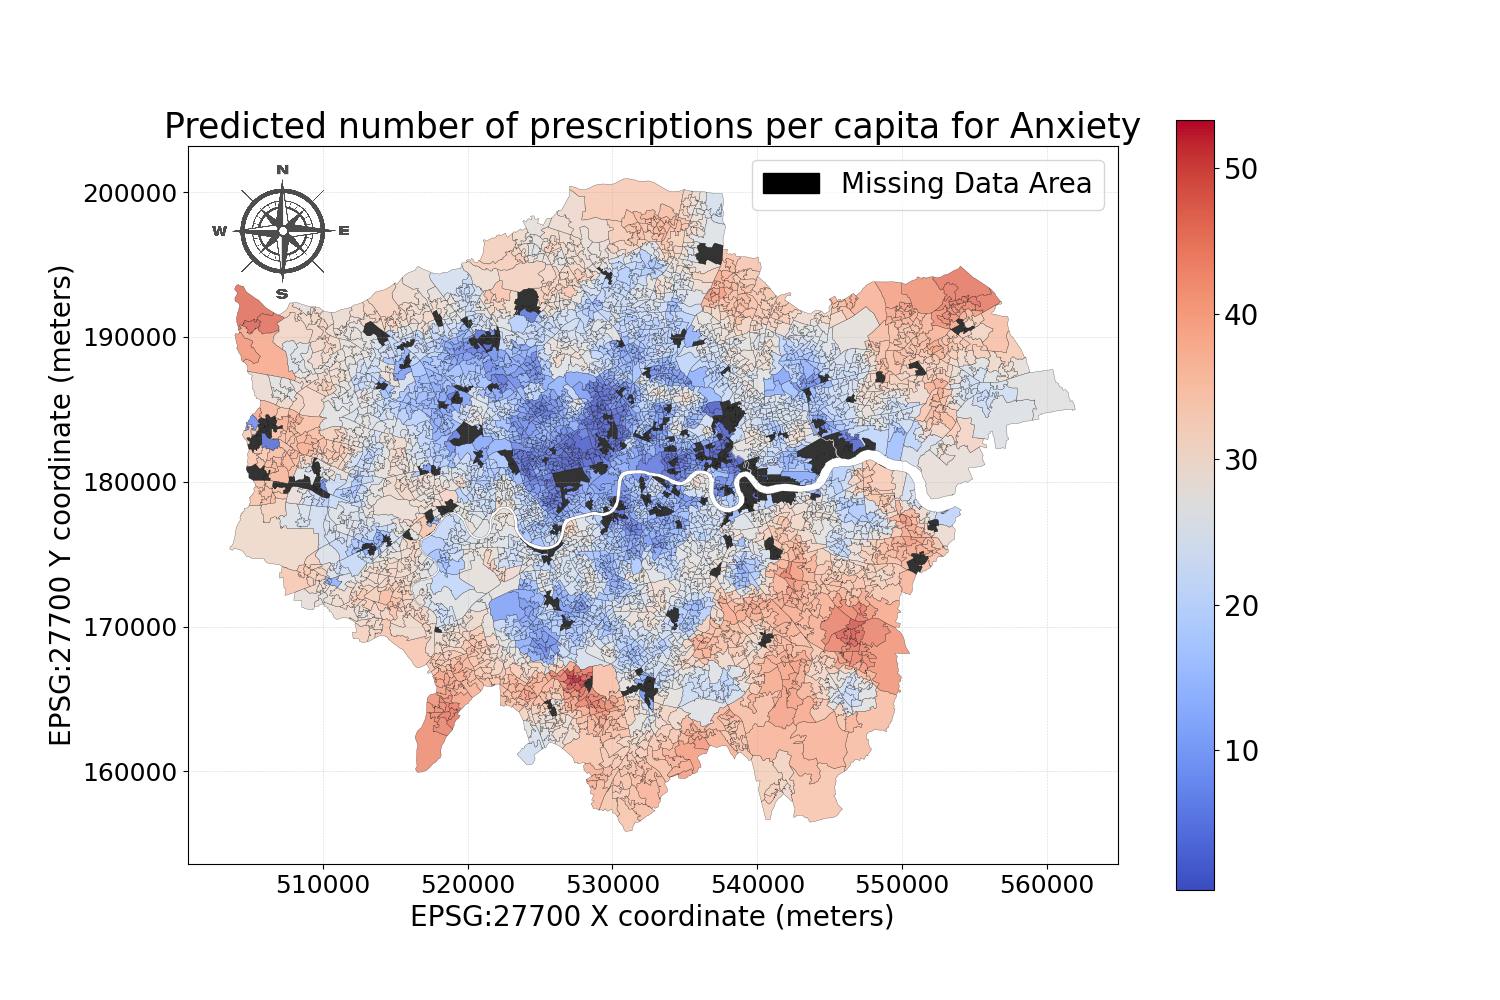 Predicted number of prescriptions per capita for Anxiety
Missing Data Area
N
W
E
S
200000
190000
180000
170000
160000
EPSG:27700 Y coordinate (meters)
510000
520000
530000
540000
550000
560000
EPSG:27700 X coordinate (meters)
50
40
30
20
10